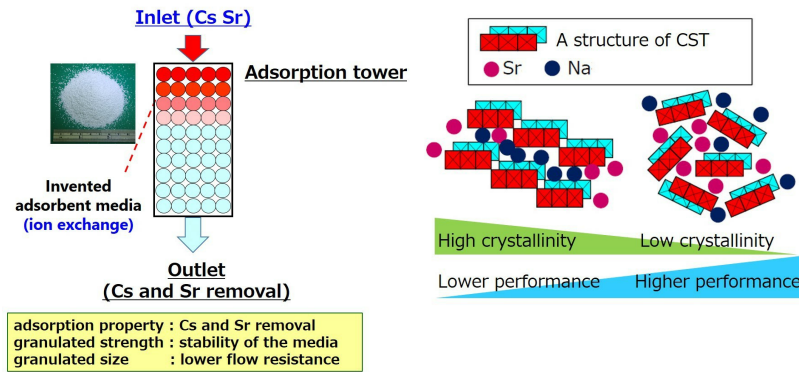 Inlet (Cs Sr)
Adsorption tower
Invented
adsorbent media
(ion exchange)
Outlet
(Cs and Sr removal)
adsorption property : Cs and Sr removal
granulated strength : stability of the media
granulated size : lower flow resistance
A structure of CST
Sr Na
High crystallinity Low crystallinity
Lower performance Higher performance